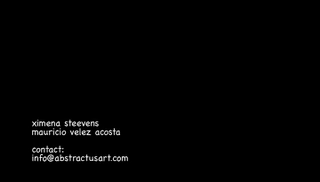 ximena steevens
mauricio velez acosta
contact:
info@abstractusart.com